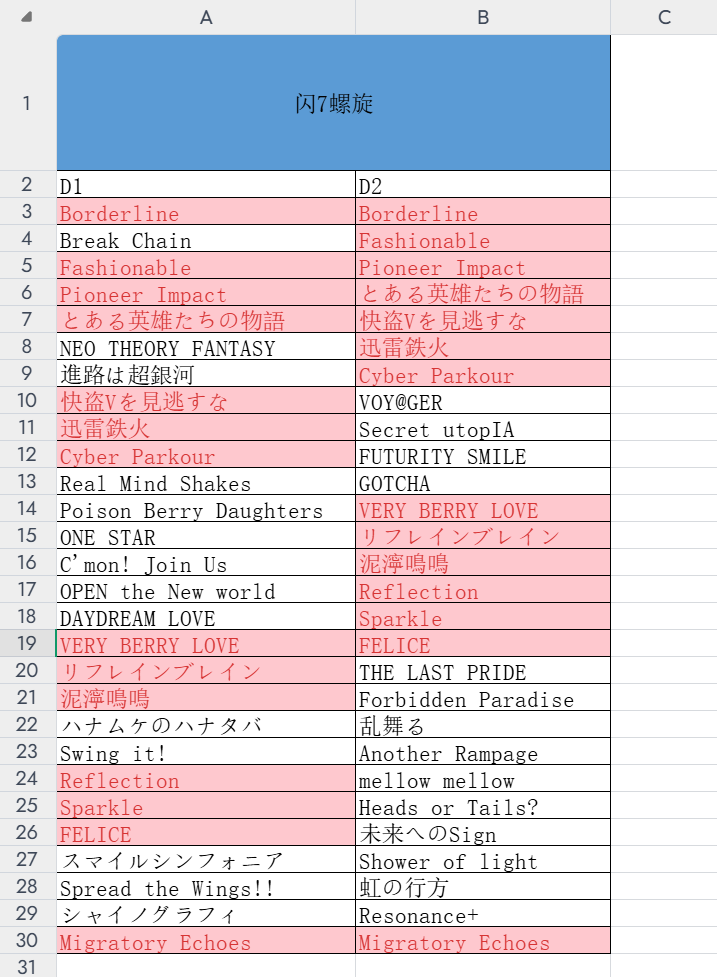 A B C
1 闪7螺旋
2 D1 D2
3 Borderline Borderline
4 Break Chain Fashionable
5 Fashionable Pioneer Impact
6 Pioneer Impact とある英雄たちの物語
7 とある英雄たちの物語 快盗Vを見逃すな
8 NEO THEORY FANTASY 迅雷鉄火
9 進路は超銀河 Cyber Parkour
10 快盗Vを見逃すな VOY@GER
11 迅雷鉄火 Secret utopIA
12 Cyber Parkour FUTURITY SMILE
13 Real Mind Shakes GOTCHA
14 Poison Berry Daughters VERY BERRY LOVE
15 ONE STAR リフレインブレイン
16 C'mon! Join Us 泥濘鳴鳴
17 OPEN the New world Reflection
18 DAYDREAM LOVE Sparkle
19 VERY BERRY LOVE FELICE
20 リフレインブレイン THE LAST PRIDE
21 泥濘鳴鳴 Forbidden Paradise
22 ハナムケのハナタバ 乱舞る
23 Swing it! Another Rampage
24 Reflection mellow mellow
25 Sparkle Heads or Tails?
26 FELICE 未来へのSign
27 スマイルシンフォニア Shower of light
28 Spread the Wings!! 虹の行方
29 シャイノグラフィ Resonance+
30 Migratory Echoes Migratory Echoes
31